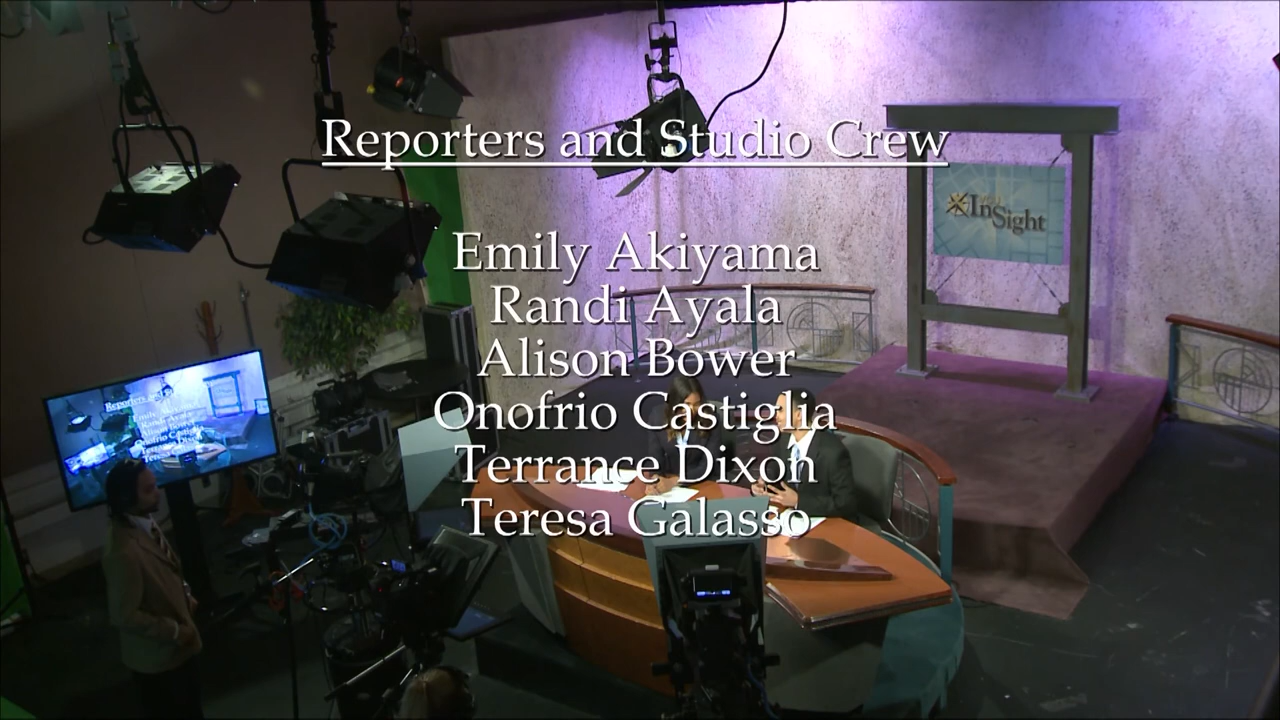 Reporters and Studio Crew
InSight
Emily Akiyama
Randi Ayala
Alison Bower
Onofrio Castiglia
Terrance Dixon
Teresa Galasso